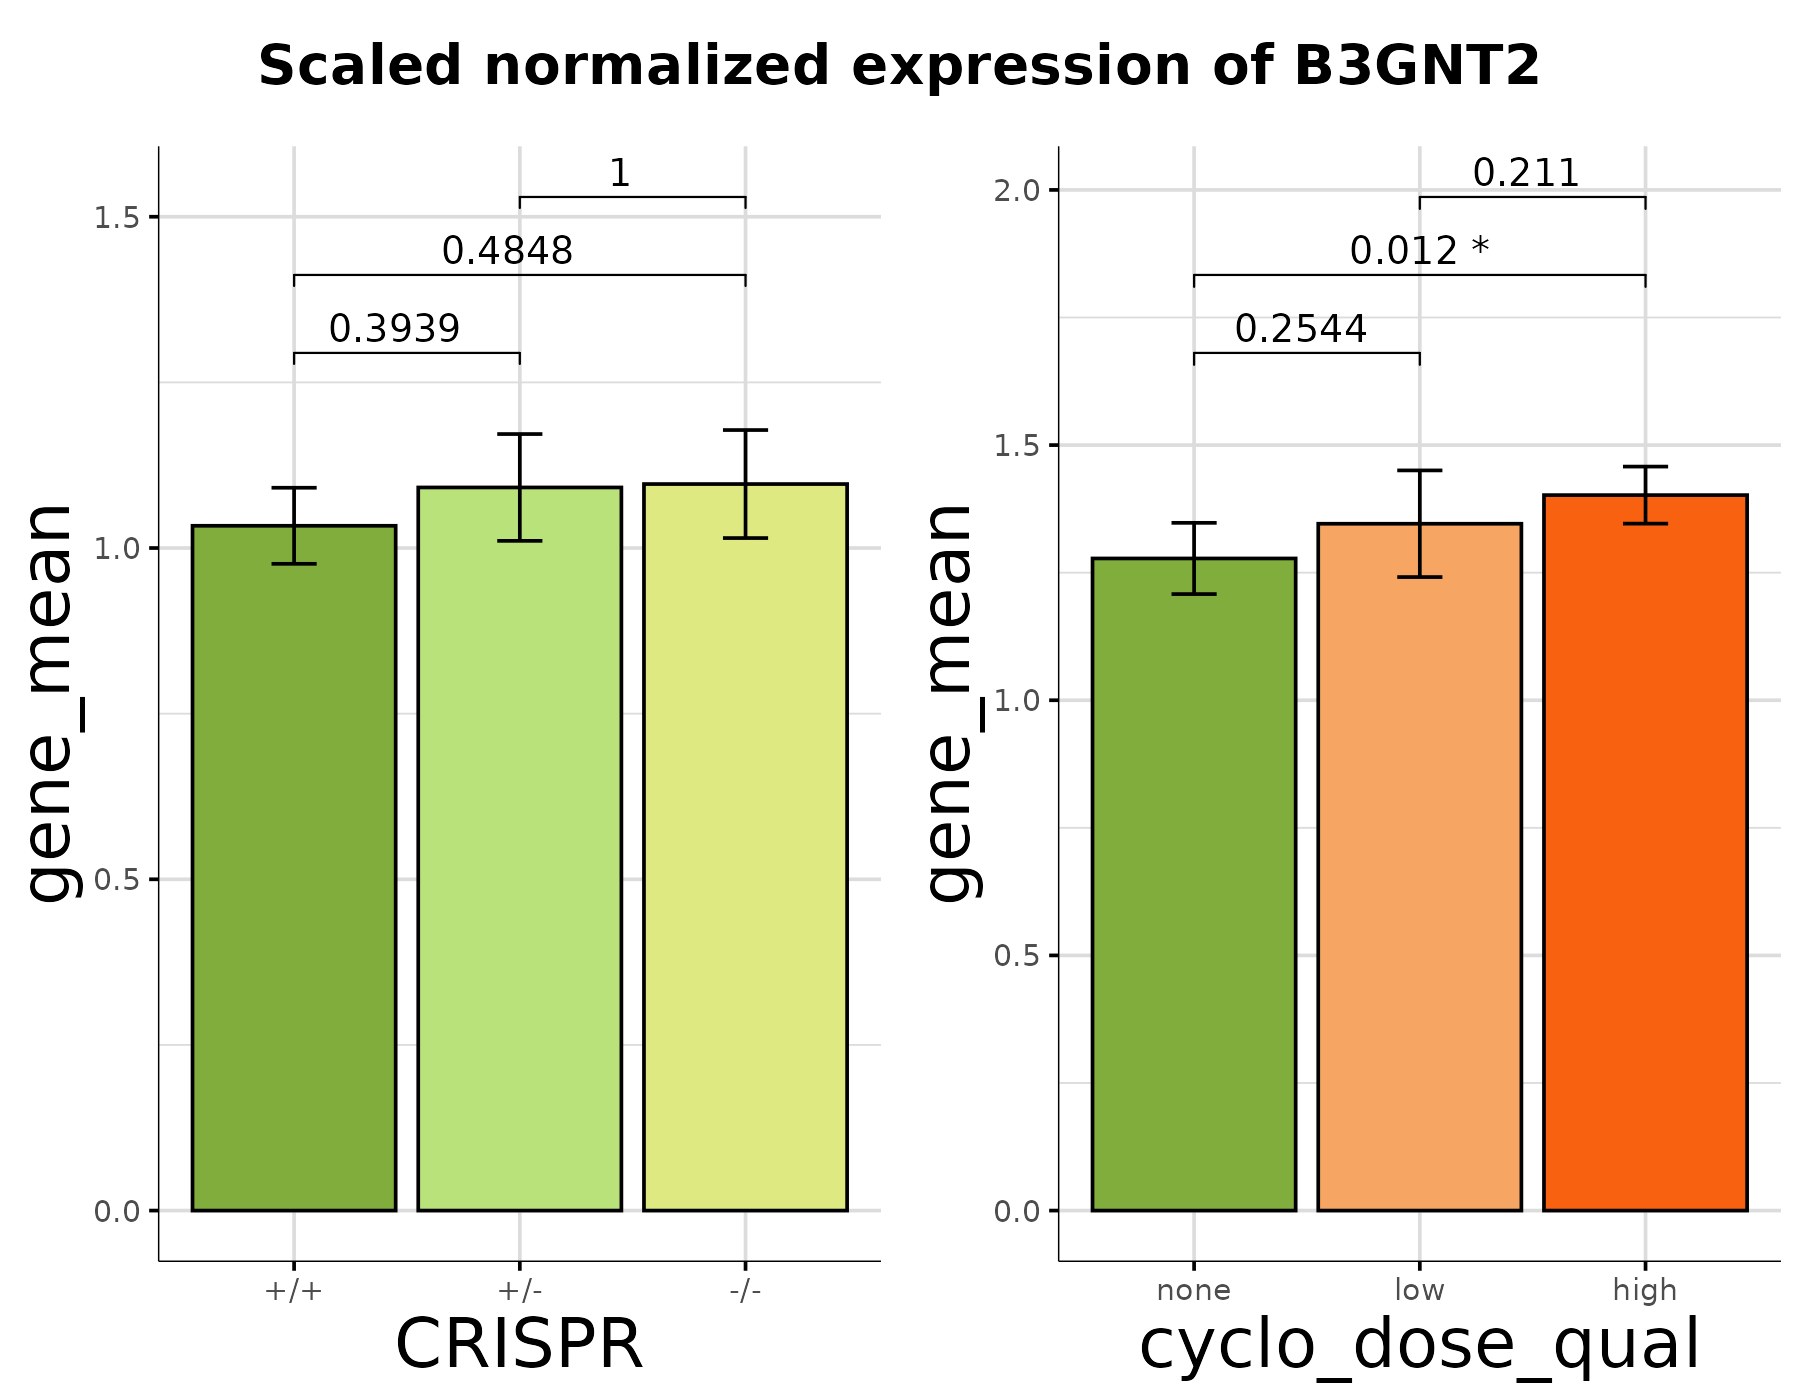 Scaled normalized expression of B3GNT2
1
0.4848
0.3939
1.5
1.0
0.5
0.0
gene_mean
+/+ +/- -/-
CRISPR
0.211
0.012 *
0.2544
2.0
1.5
1.0
0.5
0.0
gene_mean
none low high
cyclo_dose_qual